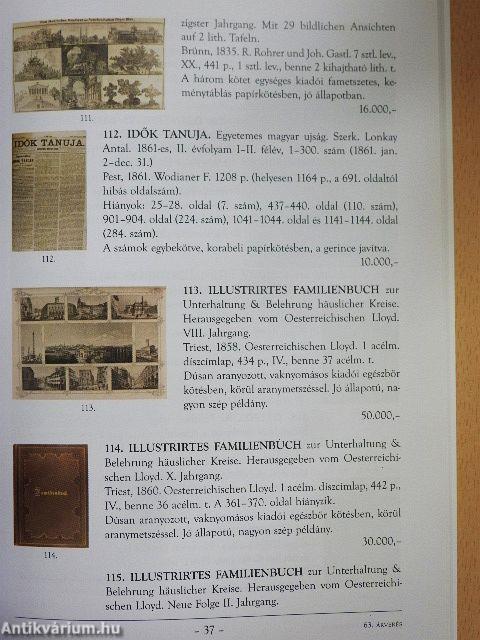 zigster Jahrgang. Mit 29 bildlichen Ansichten
auf 2 lith. Tafeln.
Brünn, 1835. R. Rohrer und Joh. Gastl. 7 sztl. lev.,
XX., 441 p., 1 sztl. lev., benne 2 kihajtható lith. t.
A három kötet egységes kiadói fametszetes, ke-
ménytáblás papírkötésben, jó állapotban.
16.000,–
111.
112. IDŐK TANUJA. Egyetemes magyar ujság. Szerk. Lonkay
Antal. 1861-es, II. évfolyam I–II. félév, 1–300. szám (1861. jan.
2–dec. 31.)
Pest, 1861. Wodianer F. 1208 p. (helyesen 1164 p., a 691. oldaltól
hibás oldalszám).
Hiányok: 25–28. oldal (7. szám), 437–440. oldal (110. szám),
901–904. oldal (224. szám), 1041–1044. oldal és 1141–1144. oldal
(284. szám).
A számok egybekötve, korabeli papírkötésben, a gerince javítva.
10.000,–
IDŐK TANUJA.
112.
113. ILLUSTRIRTES FAMILIENBUCH zur
Unterhaltung & Belehrung häuslicher Kreise.
Herausgegeben vom Oesterreichischen Lloyd.
VIII. Jahrgang.
Triest, 1858. Oesterreichischen Lloyd. 1 acélm.
díszcímlap, 434 p., IV., benne 37 acélm. t.
Dúsan aranyozott, vaknyomásos kiadói egészbőr
kötésben, körül aranymetszéssel. Jó állapotú, na-
gyon szép példány.
50.000,–
113.
114. ILLUSTRIRTES FAMILIENBUCH zur Unterhaltung &
Belehrung häuslicher Kreise. Herausgegeben vom Oesterreichi-
schen Lloyd. X. Jahrgang.
Triest, 1860. Oesterreichischen Lloyd. 1 acélm. díszcímlap, 442 p.,
IV., benne 36 acélm. t. A 361–370. oldal hiányzik.
Dúsan aranyozott, vaknyomásos kiadói egészbőr kötésben, körül
aranymetszéssel. Jó állapotú, nagyon szép példány.
30.000,–
114.
115. ILLUSTRIRTES FAMILIENBUCH zur Unterhaltung &
Belehrung häuslicher Kreise. Herausgegeben vom Oesterreichi-
schen Lloyd. Neue Folge II. Jahrgang.
63. ÁRVERÉS
– 37 –
Antikvárium.hu